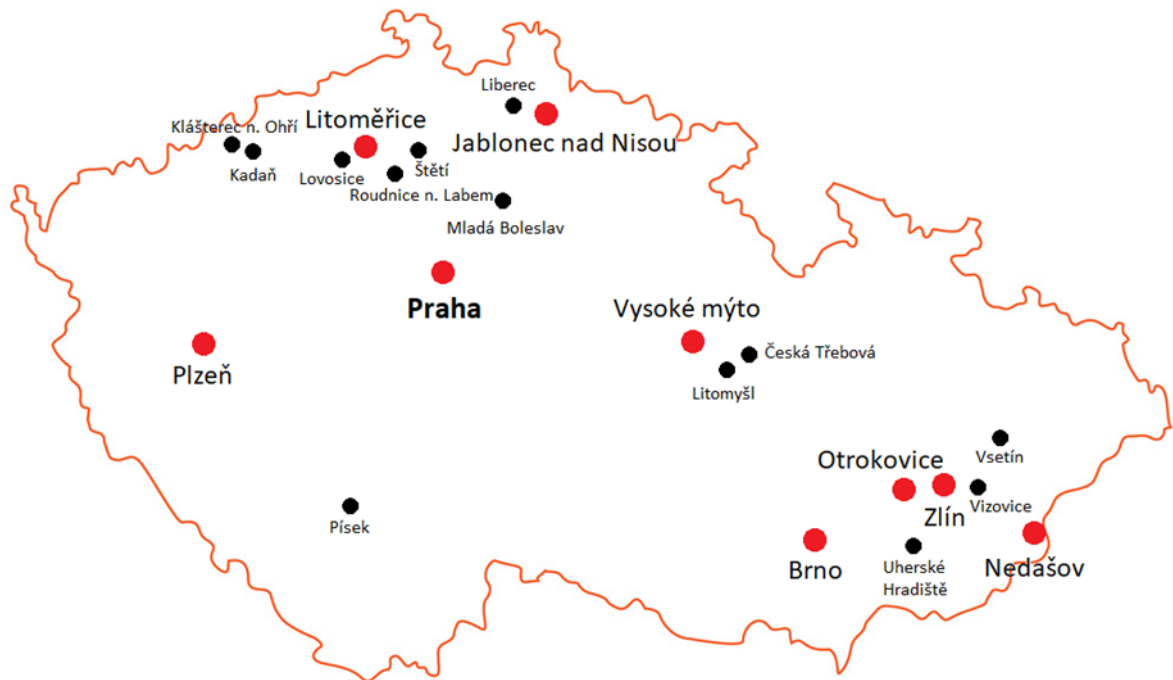 Liberec
Klášterec n. Ohří
Litoměřice
Jablonec nad Nisou
Kadaň
Lovosice
Štětí
Roudnice n. Labem
Mladá Boleslav
Praha
Vysoké mýto
Česká Třebová
Plzeň
Litomyšl
Otrokovice
Vsetín
Vizovice
Zlín
Písek
Brno
Uherské
Hradiště
Nedašov